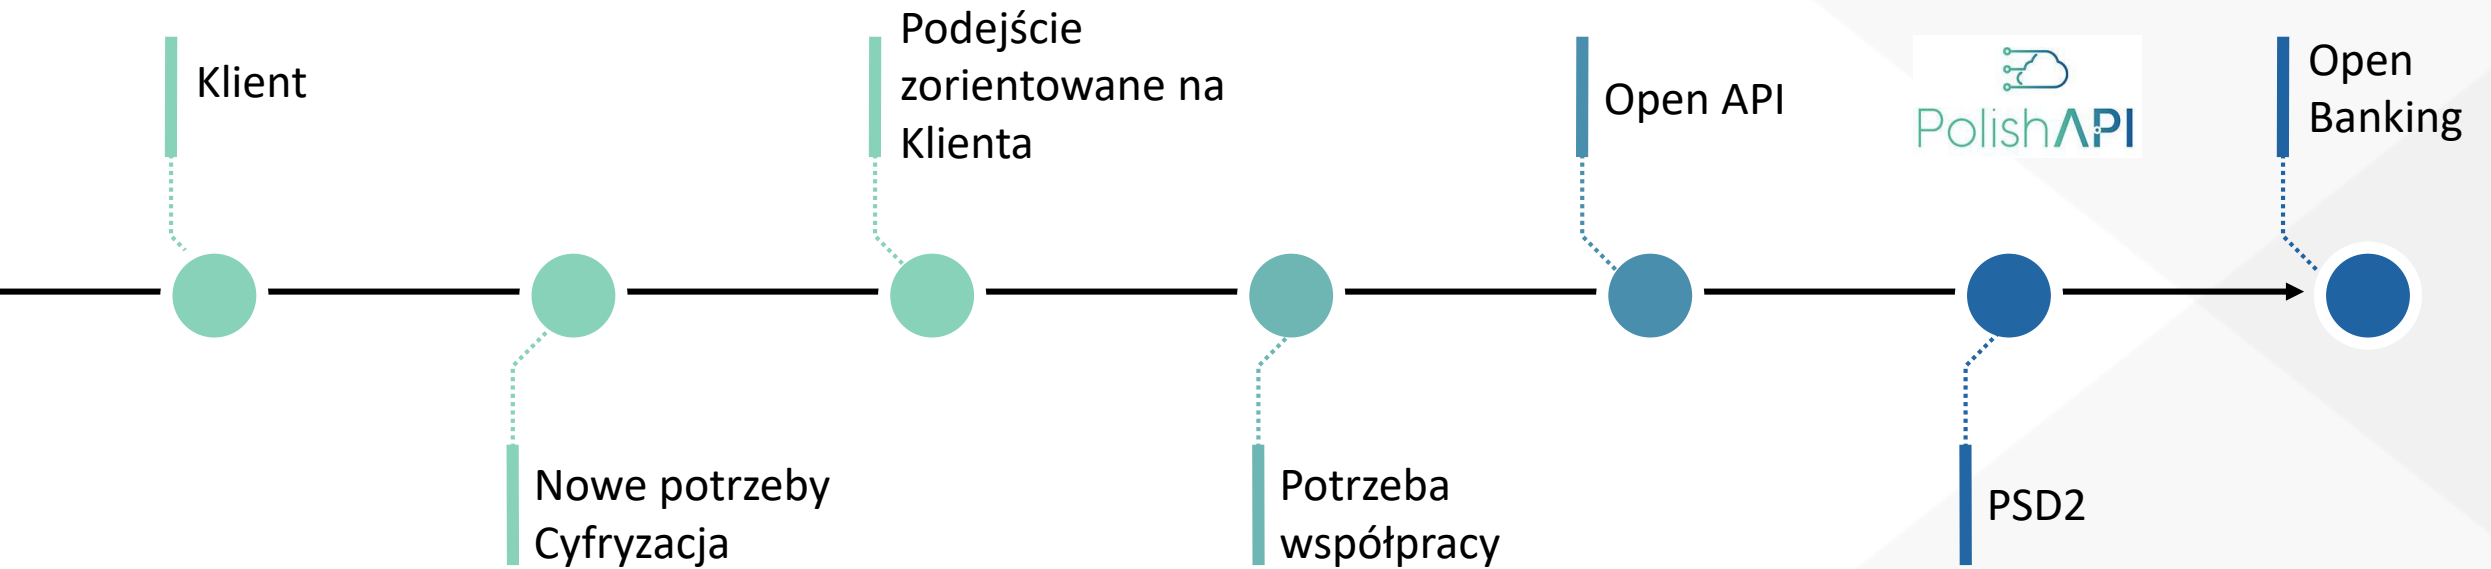 Klient
Nowe potrzeby
Cyfryzacja
Podejście
zorientowane na
Klienta
Potrzeba
współpracy
Open API
PolishAPI
PSD2
Open
Banking